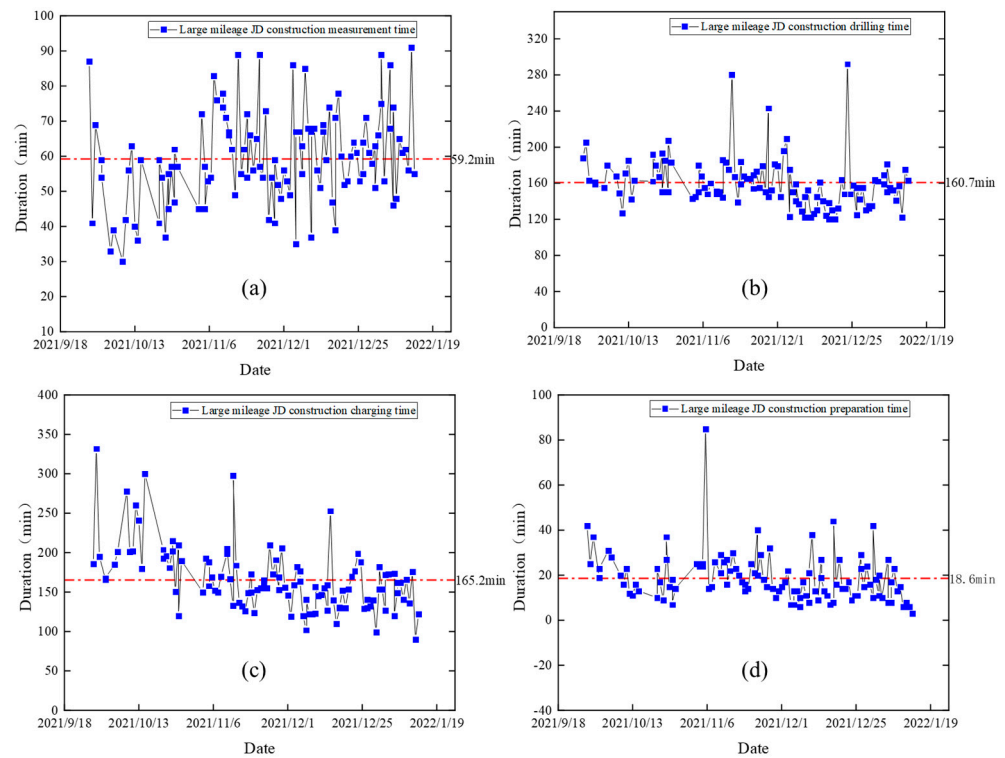 Large mileage JD construction measurement time
100
90
80
70
60
50
40
30
20
10
Duration（min）
59.2min
(a)
2021/9/18 2021/10/13 2021/11/6 2021/12/1 2021/12/25 2022/1/19
Date
Large mileage JD construction drilling time
320
280
240
200
160
120
80
40
0
Duration（min）
160.7min
(b)
2021/9/18 2021/10/13 2021/11/6 2021/12/1 2021/12/25 2022/1/19
Date
Large mileage JD construction charging time
400
350
300
250
200
150
100
50
0
Duration（min）
165.2min
(c)
2021/9/18 2021/10/13 2021/11/6 2021/12/1 2021/12/25 2022/1/19
Date
Large mileage JD construction preparation time
100
80
60
40
20
0
-20
-40
Duration（min）
18.6min
(d)
2021/9/18 2021/10/13 2021/11/6 2021/12/1 2021/12/25 2022/1/19
Date